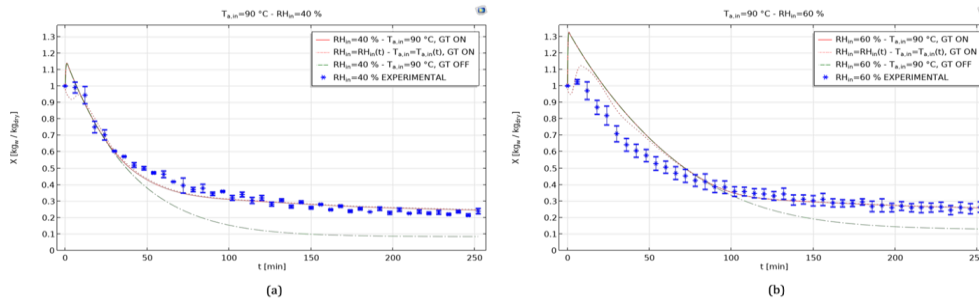 T_a,in=90 °C - RH_in=40 %
RH_in=40 % - T_a,in=90 °C, GT ON
RH_in=RH_in(t) - T_a,in=T_a,in(t), GT ON
RH_in=40 % - T_a,in=90 °C, GT OFF
RH_in=40 % EXPERIMENTAL
X [kg_w / kg_dry]
1.3
1.2
1.1
1
0.9
0.8
0.7
0.6
0.5
0.4
0.3
0.2
0.1
0
0 50 100 150 200 250
t [min]
(a)
T_a,in=90 °C - RH_in=60 %
RH_in=60 % - T_a,in=90 °C, GT ON
RH_in=RH_in(t) - T_a,in=T_a,in(t), GT ON
RH_in=60 % - T_a,in=90 °C, GT OFF
RH_in=60 % EXPERIMENTAL
X [kg_w / kg_dry]
1.3
1.2
1.1
1
0.9
0.8
0.7
0.6
0.5
0.4
0.3
0.2
0.1
0
0 50 100 150 200
t [min]
(b)